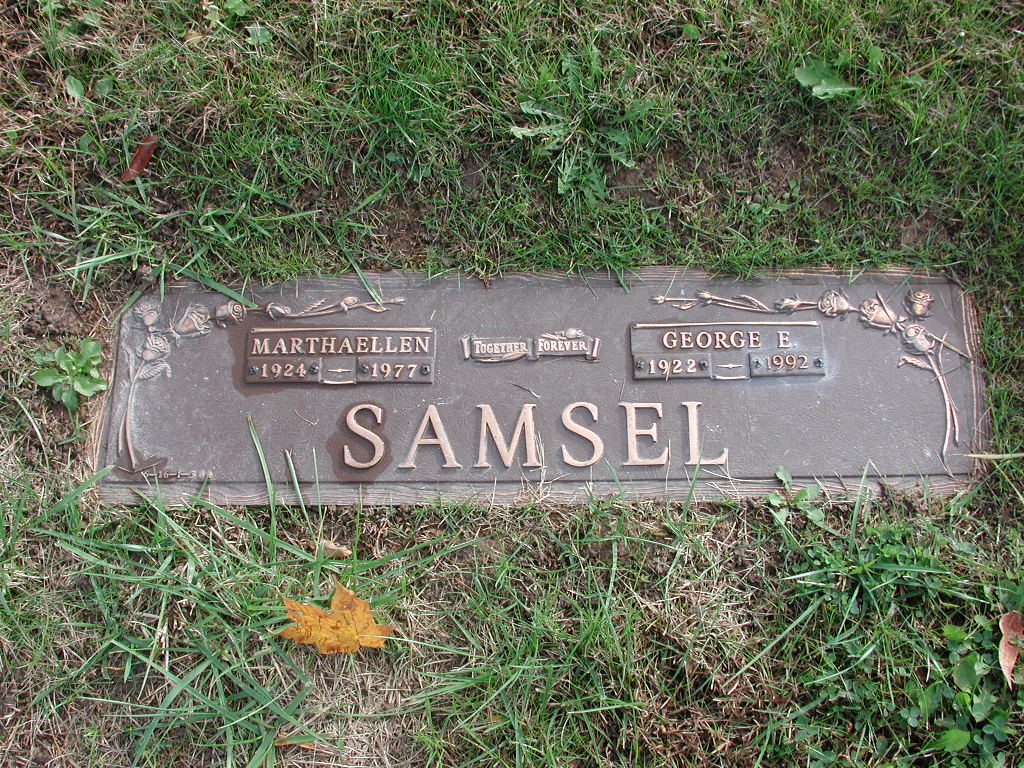 MARTHAELLEN
1924 - 1977
TOGETHER FOREVER
GEORGE E.
1922 - 1992
SAMSEL